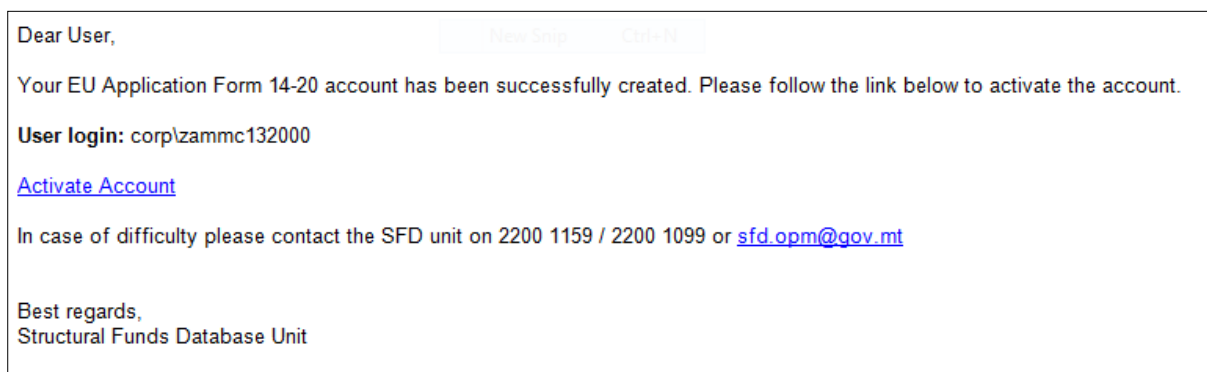 Dear User,
New Snip Ctrl+N
Your EU Application Form 14-20 account has been successfully created. Please follow the link below to activate the account.
User login: corp\zammc132000
Activate Account
In case of difficulty please contact the SFD unit on 2200 1159 / 2200 1099 or sfd.opm@gov.mt
Best regards,
Structural Funds Database Unit